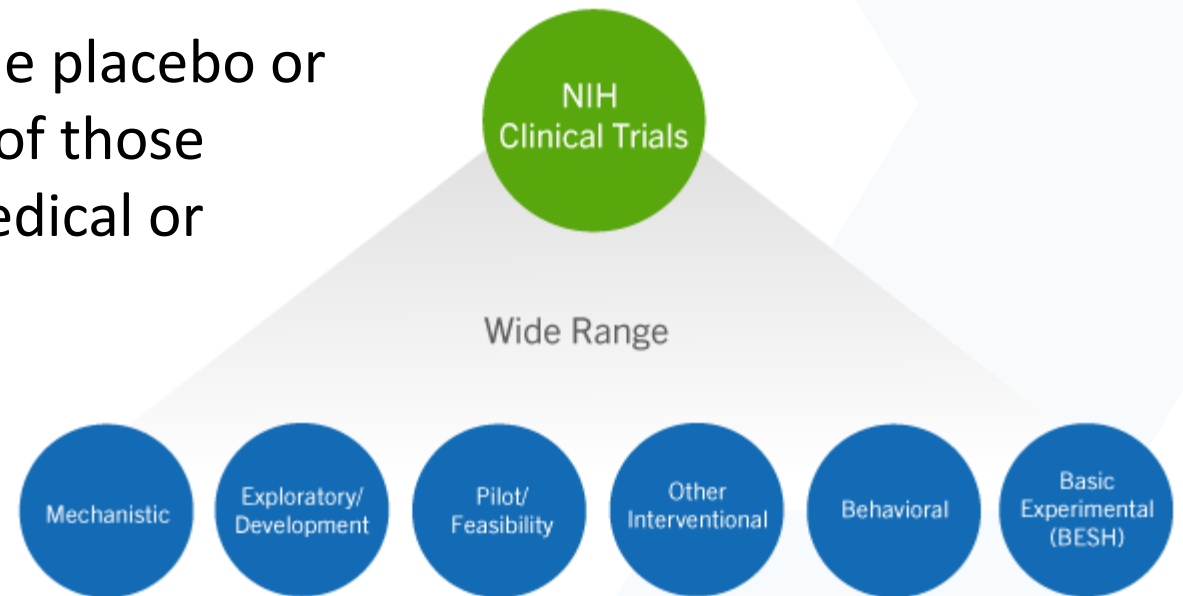 e placebo or
of those
edical or
NIH
Clinical Trials
Wide Range
Mechanistic
Exploratory/
Development
Pilot/
Feasibility
Other
Interventional
Behavioral
Basic
Experimental
(BESH)